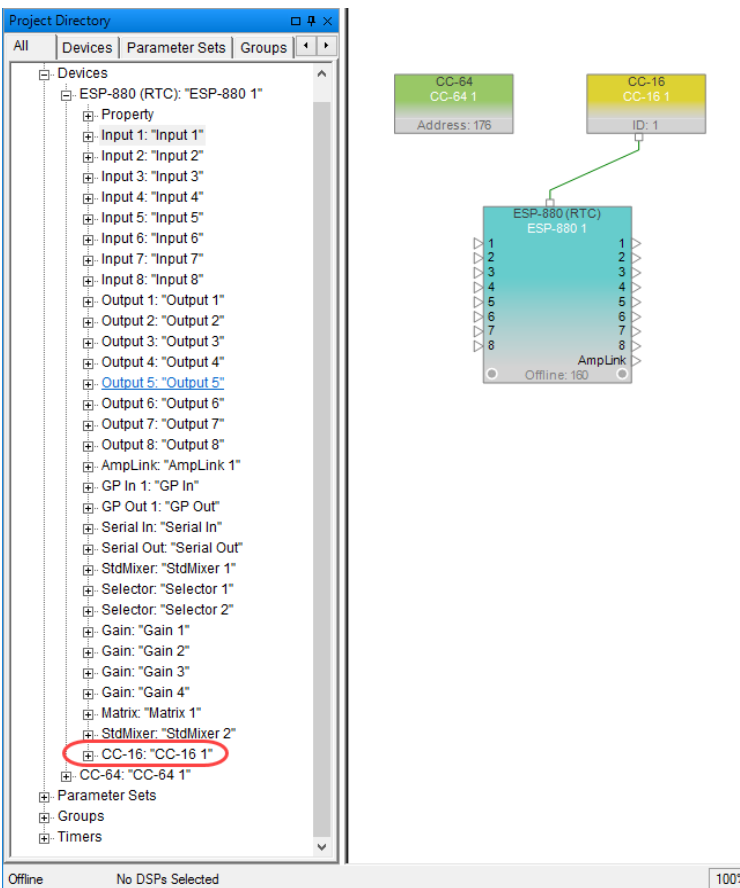 Project Directory
All
Devices
Parameter Sets
Groups
Devices
ESP-880 (RTC): "ESP-880 1"
Property
Input 1: "Input 1"
Input 2: "Input 2"
Input 3: "Input 3"
Input 4: "Input 4"
Input 5: "Input 5"
Input 6: "Input 6"
Input 7: "Input 7"
Input 8: "Input 8"
Output 1: "Output 1"
Output 2: "Output 2"
Output 3: "Output 3"
Output 4: "Output 4"
Output 5: "Output 5"
Output 6: "Output 6"
Output 7: "Output 7"
Output 8: "Output 8"
AmpLink: "AmpLink 1"
GP In 1: "GP In"
GP Out 1: "GP Out"
Serial In: "Serial In"
Serial Out: "Serial Out"
StdMixer: "StdMixer 1"
Selector: "Selector 1"
Selector: "Selector 2"
Gain: "Gain 1"
Gain: "Gain 2"
Gain: "Gain 3"
Gain: "Gain 4"
Matrix: "Matrix 1"
StdMixer: "StdMixer 2"
CC-16: "CC-16 1"
CC-64: "CC-64 1"
Parameter Sets
Groups
Timers
CC-64
CC-64 1
Address: 176
CC-16
CC-16 1
ID: 1
ESP-880 (RTC)
ESP-880 1
1 1
2 2
3 3
4 4
5 5
6 6
7 7
8 8
AmpLink
Offline: 160
Offline
No DSPs Selected
100%